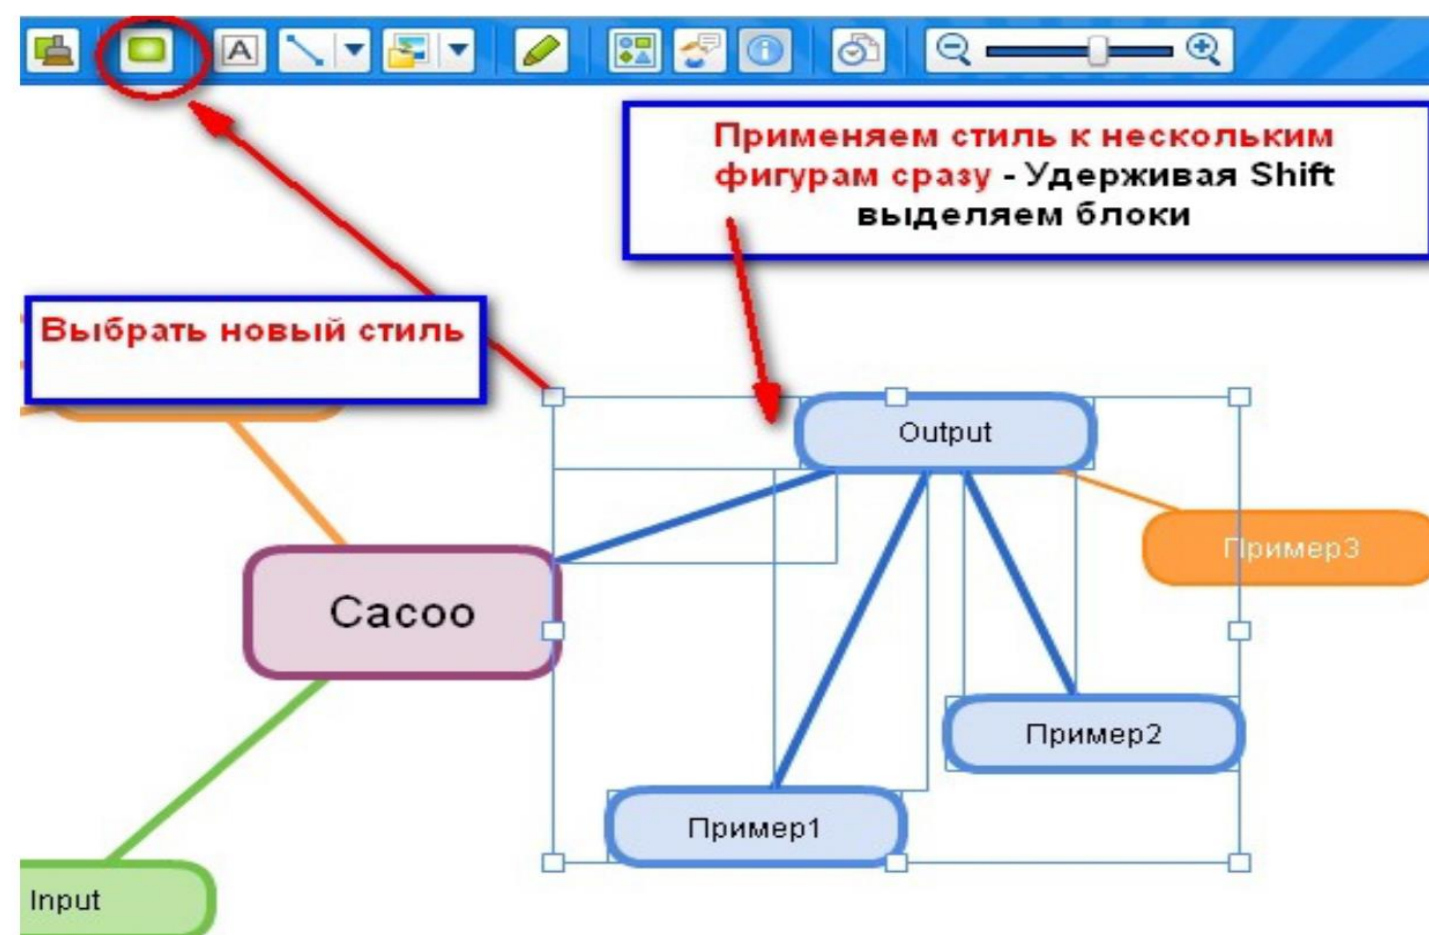 A
Применяем стиль к нескольким
фигурам сразу - Удерживая Shift
выделяем блоки
Выбрать новый стиль
Output
Пример3
Cacoo
Пример2
Пример1
Input